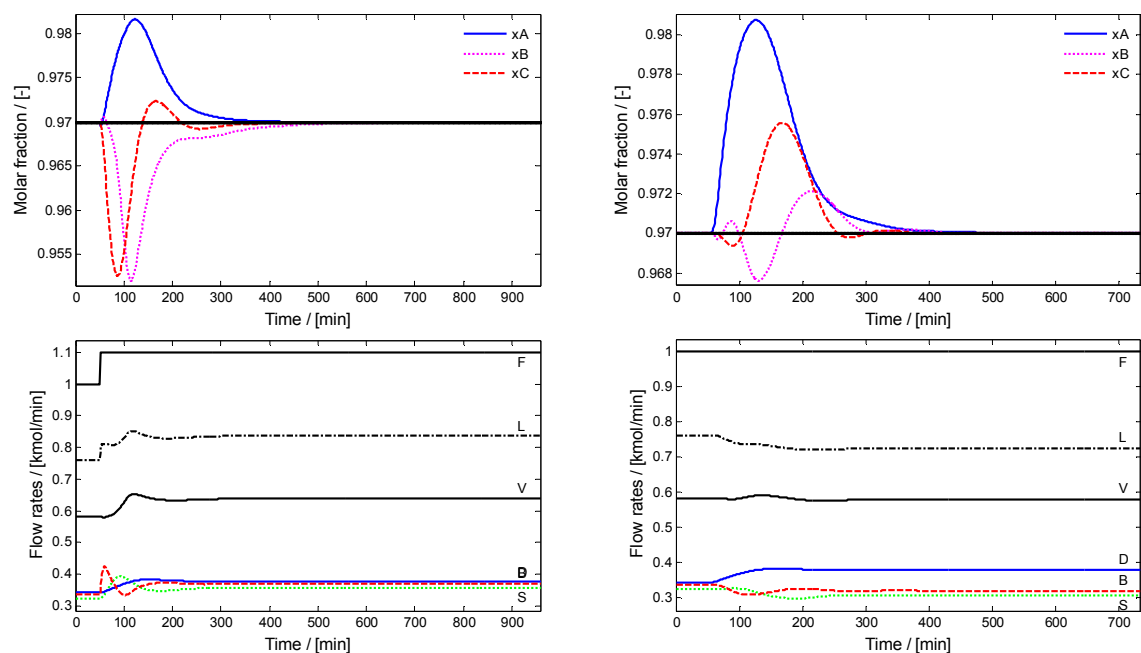 0.98
0.975
0.97
0.965
0.96
0.955
Molar fraction / [-]
xA
xB
xC
0 100 200 300 400 500 600 700 800 900
Time / [min]
0.98
0.978
0.976
0.974
0.972
0.97
0.968
Molar fraction / [-]
xA
xB
xC
0 100 200 300 400 500 600 700
Time / [min]
1.1
1
0.9
0.8
0.7
0.6
0.5
0.4
0.3
Flow rates / [kmol/min]
F
L
V
S
0 100 200 300 400 500 600 700 800 900
Time / [min]
1
0.9
0.8
0.7
0.6
0.5
0.4
0.3
Flow rates / [kmol/min]
F
L
V
D
B
S
0 100 200 300 400 500 600 700
Time / [min]